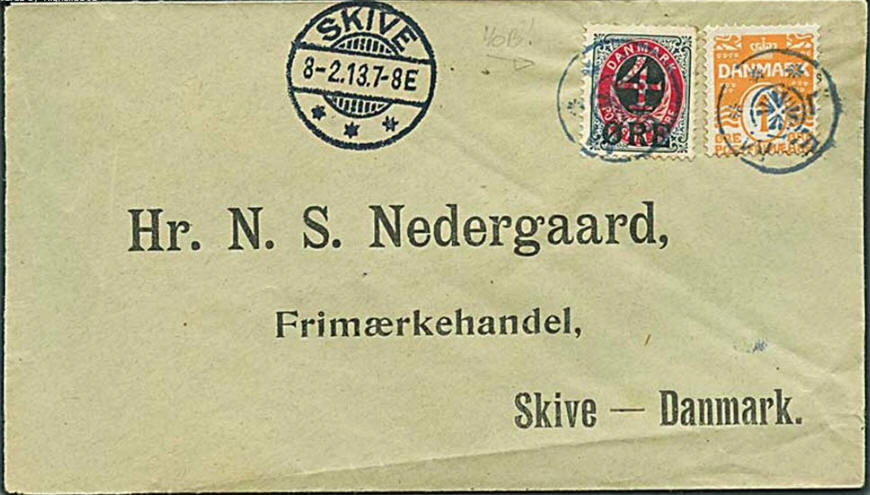 SKIVE
8-2.13.7-8E
DANMARK
4
ØRE
DANMARK
1
Hr. N. S. Nedergaard,
Frimærkehandel,
Skive — Danmark.